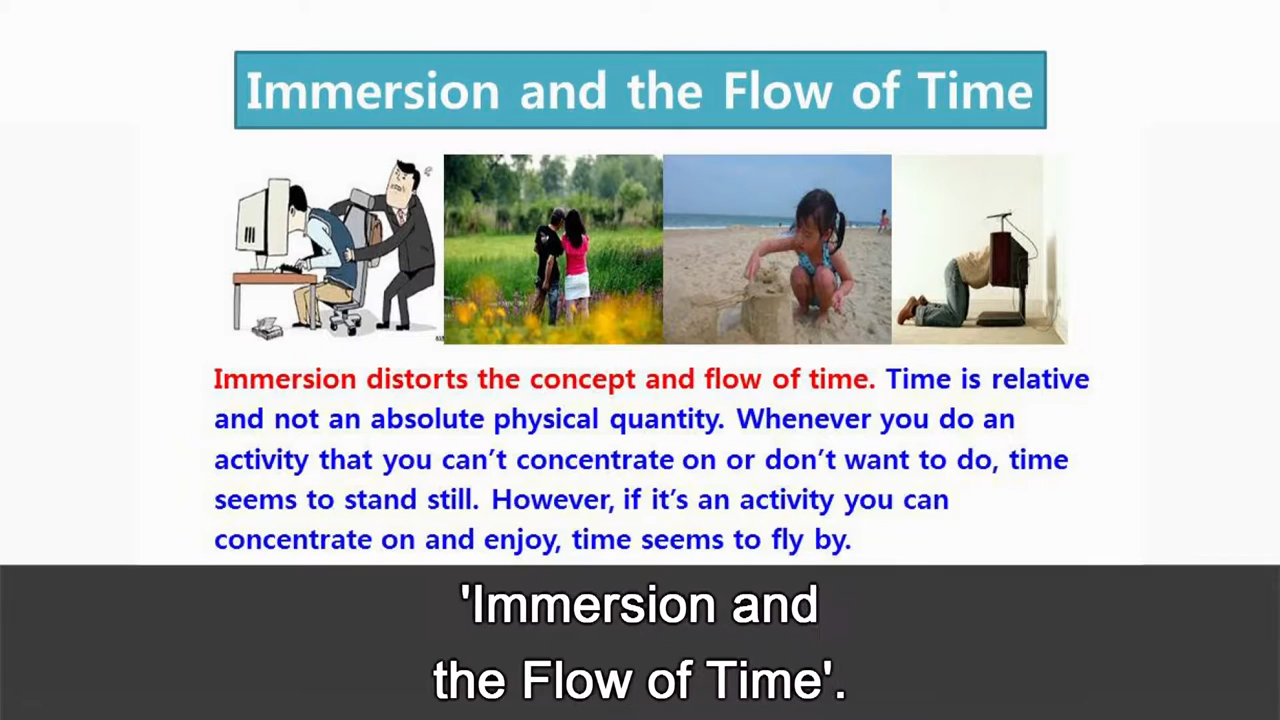 Immersion and the Flow of Time
Immersion distorts the concept and flow of time. Time is relative
and not an absolute physical quantity. Whenever you do an
activity that you can’t concentrate on or don’t want to do, time
seems to stand still. However, if it’s an activity you can
concentrate on and enjoy, time seems to fly by.
'Immersion and
the Flow of Time'.